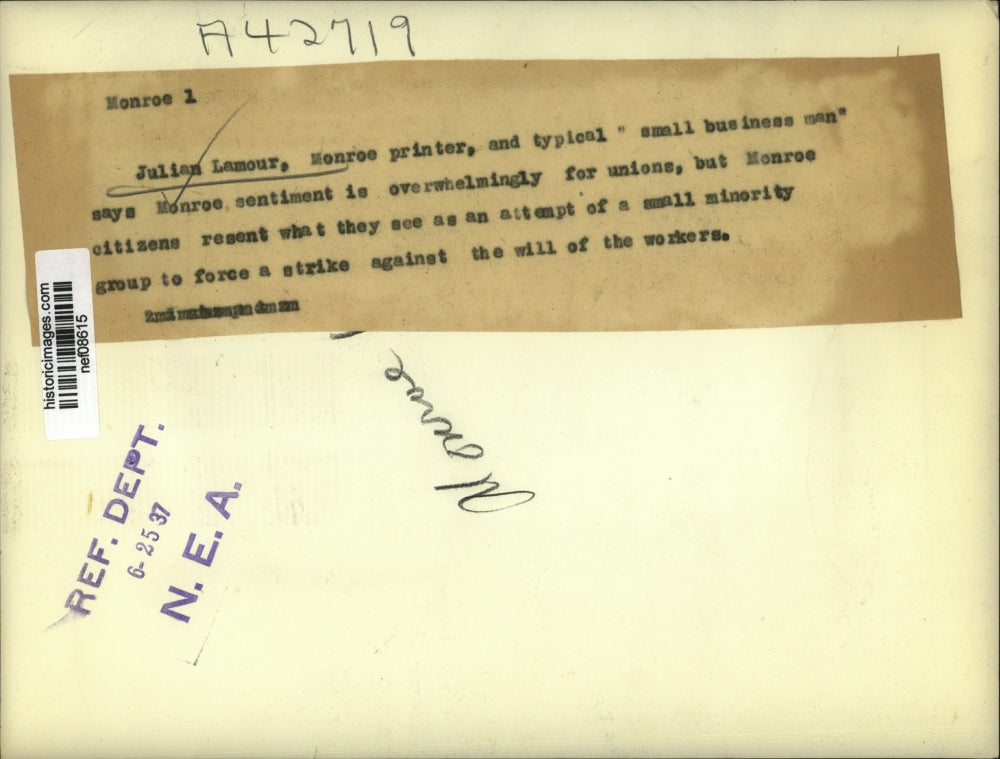 A42719
Monroe 1
Julian Lamour, Monroe printer, and typical " small business man"
says Monroe sentiment is overwhelmingly for unions, but Monroe
citizens resent what they see as an attempt of a small minority
group to force a strike against the will of the workers.
historicimages.com
nef08615
Monroe
REF. DEPT.
6-25 37
N. E. A.